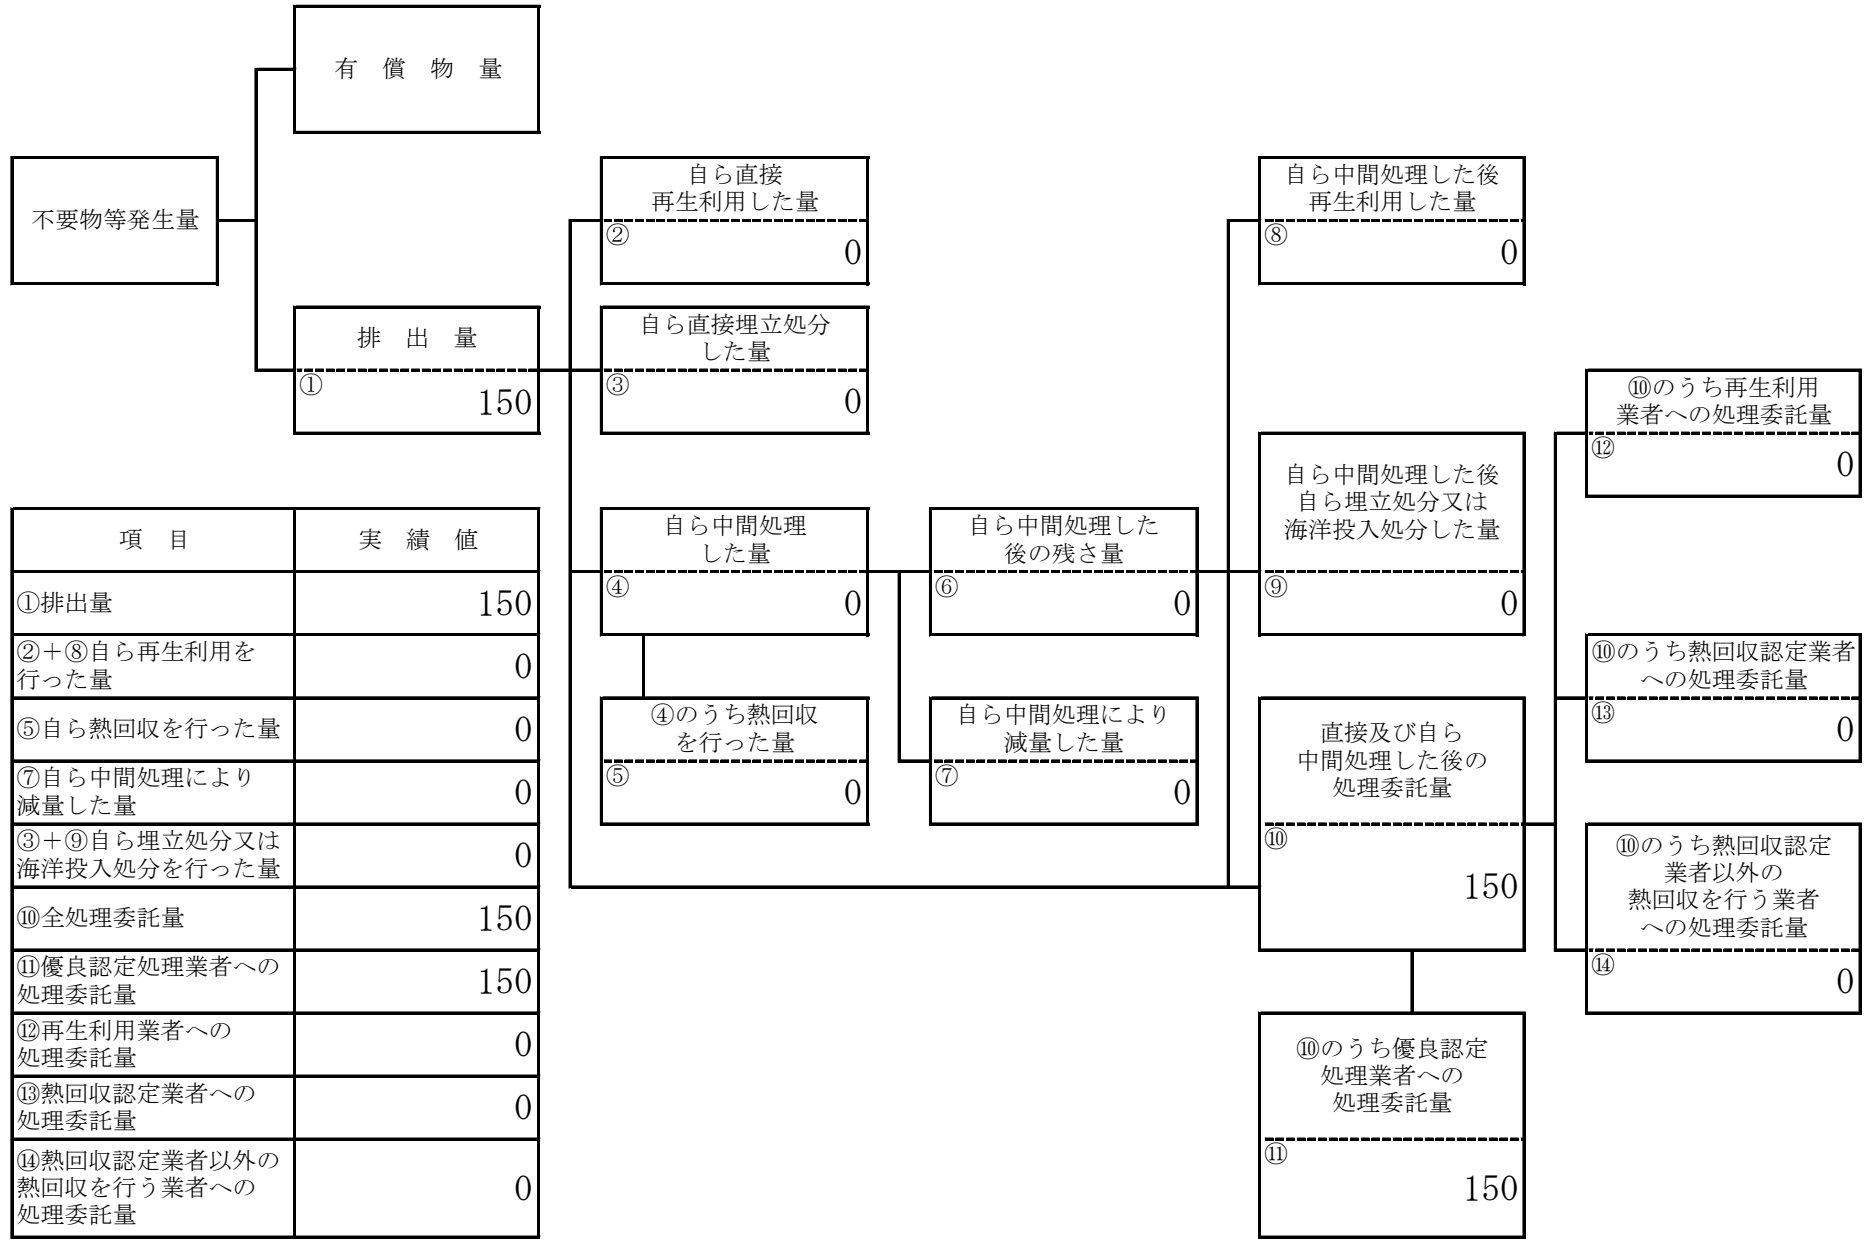 有　償　物　量
不要物等発生量
排　出　量
①
150
自ら直接
再生利用した量
②
0
自ら直接埋立処分
した量
③
0
自ら中間処理
した量
④
0
④のうち熱回収
を行った量
⑤
0
自ら中間処理した
後の残さ量
⑥
0
自ら中間処理により
減量した量
⑦
0
自ら中間処理した後
再生利用した量
⑧
0
自ら中間処理した後
自ら埋立処分又は
海洋投入処分した量
⑨
0
直接及び自ら
中間処理した後の
処理委託量
⑩
150
⑩のうち優良認定
処理業者への
処理委託量
⑪
150
⑩のうち再生利用
業者への処理委託量
⑫
0
⑩のうち熱回収認定業者
への処理委託量
⑬
0
⑩のうち熱回収認定
業者以外の
熱回収を行う業者
への処理委託量
⑭
0
項　目　実　績　値
①排出量 150
②＋⑧自ら再生利用を
行った量 0
⑤自ら熱回収を行った量 0
⑦自ら中間処理により
減量した量 0
③＋⑨自ら埋立処分又は
海洋投入処分を行った量 0
⑩全処理委託量 150
⑪優良認定処理業者への
処理委託量 150
⑫再生利用業者への
処理委託量 0
⑬熱回収認定業者への
処理委託量 0
⑭熱回収認定業者以外の
熱回収を行う業者への
処理委託量 0